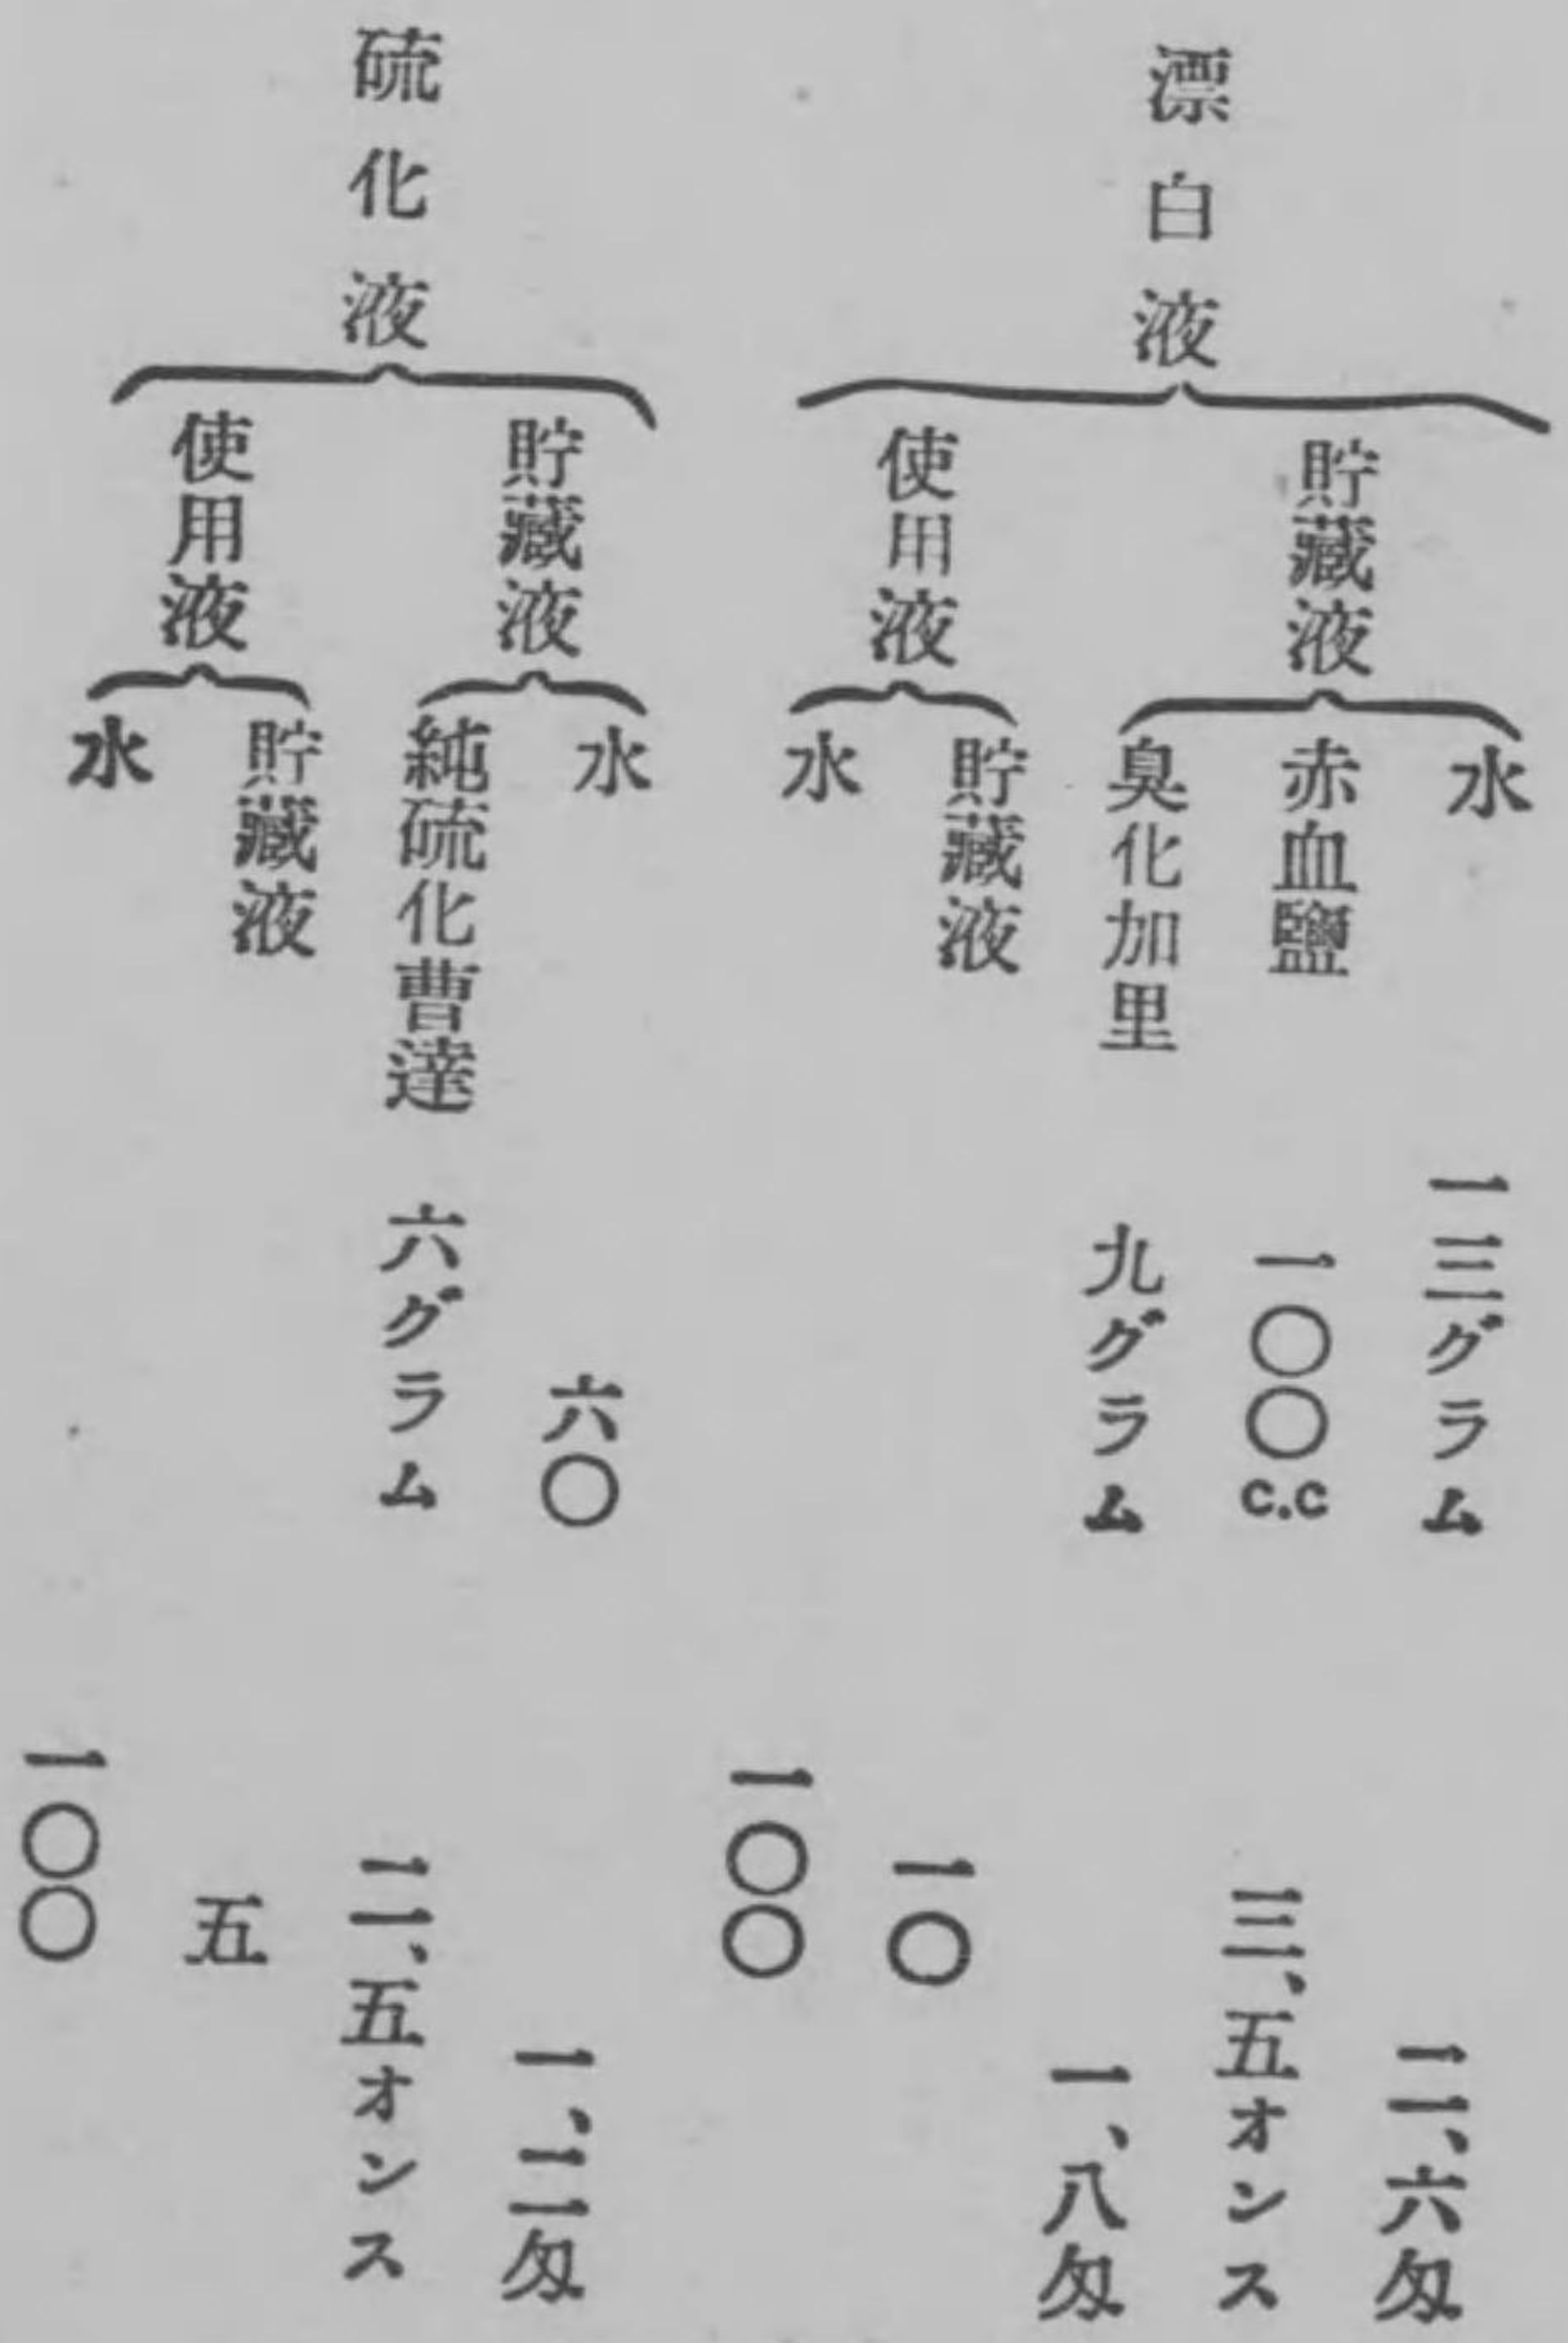 漂白液
貯藏液
水 一三グラム 二、六匁
赤血鹽 一〇〇c.c 三、五オンス
臭化加里 九グラム 一、八匁
使用液
貯藏液 一〇
水 一〇〇
硫化液
貯藏液
水 六〇 一、二匁
純硫化曹達 六グラム 二、五オンス
使用液
貯藏液 五
水 一〇〇